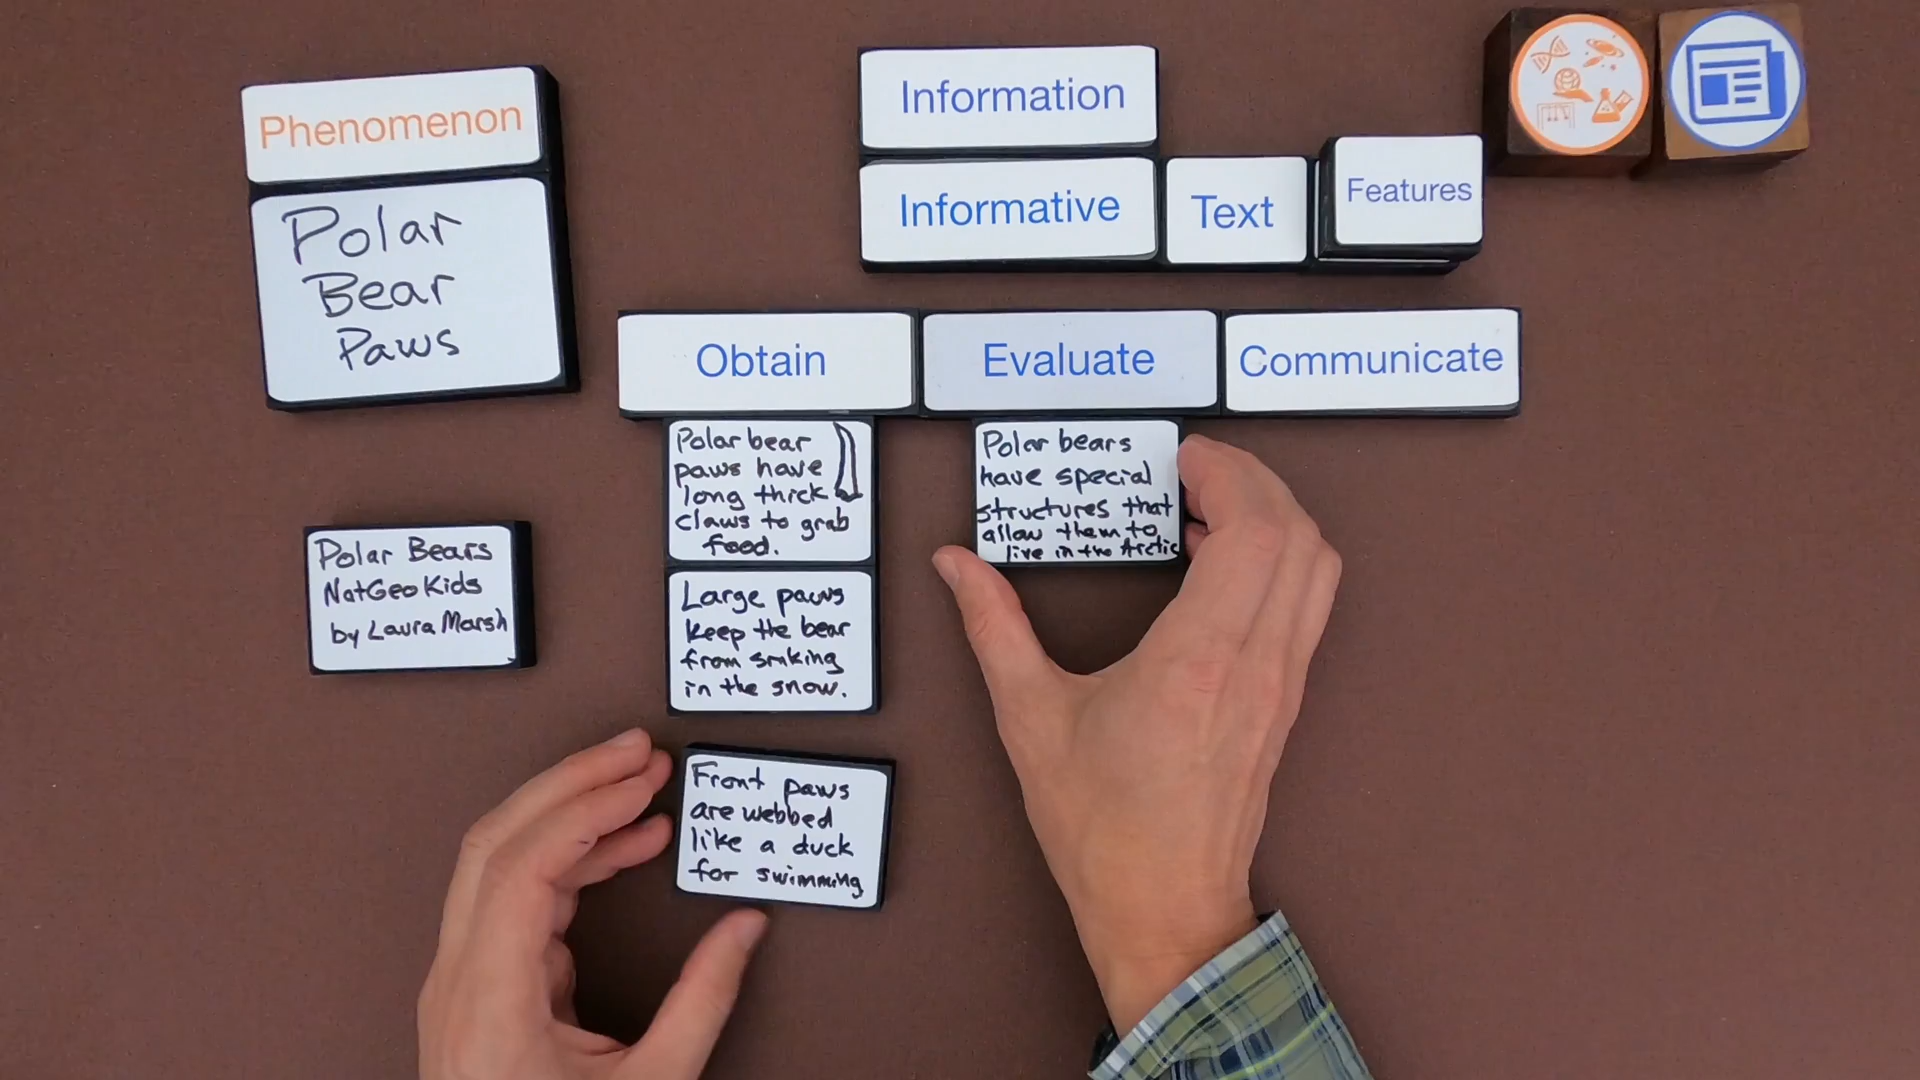 Phenomenon
Polar
Bear
Paws
Information
Informative
Text
Features
Obtain
Evaluate
Communicate
Polar bear
paws have
long thick
claws to grab
food.
Large paws
keep the bear
from sinking
in the snow.
Front paws
are webbed
like a duck
for swimming
Polar bears
have special
structures that
allow them to
live in the Arctic
Polar Bears
NatGeoKids
by Laura Marsh